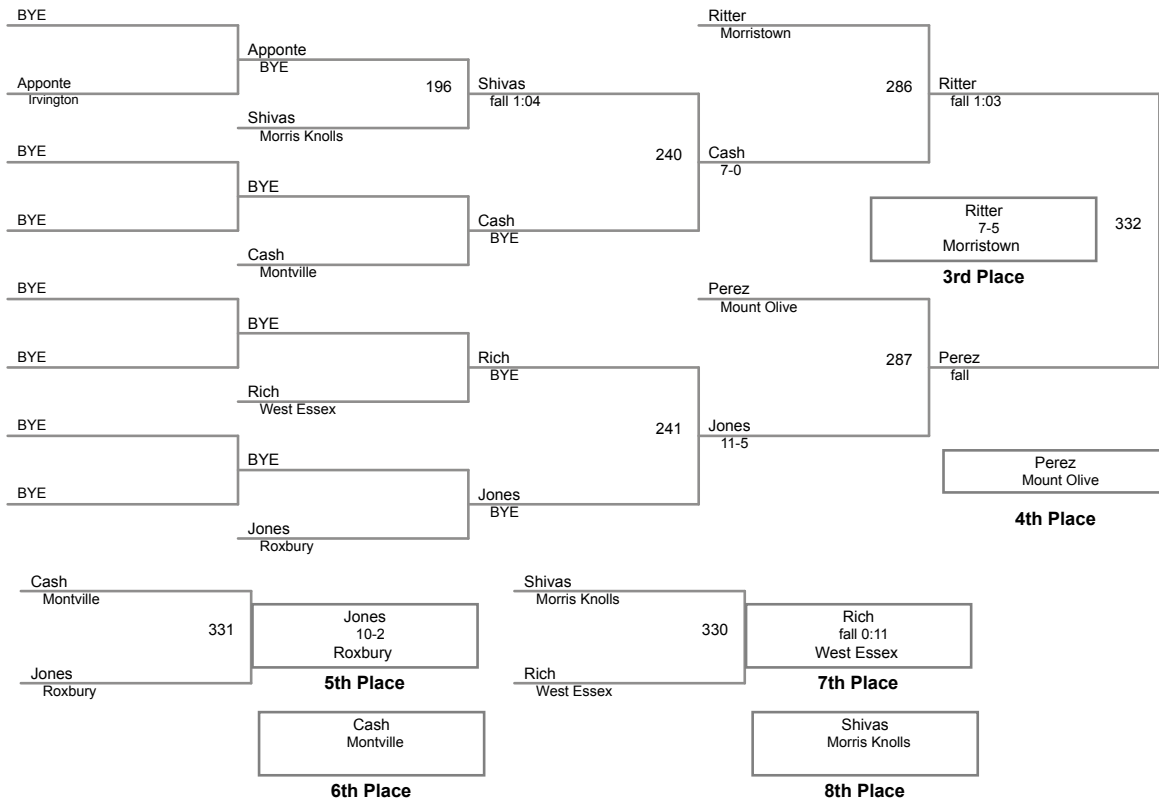 BYE
Apponte
Irvington
BYE
BYE
BYE
BYE
BYE
BYE
Apponte
BYE
Shivas
Morris Knolls
BYE
Cash
Montville
BYE
Rich
West Essex
BYE
Jones
Roxbury
196
Shivas
fall 1:04
Cash
BYE
Rich
BYE
Jones
BYE
240
241
Ritter
Morristown
Cash
7-0
Perez
Mount Olive
Jones
11-5
286
287
Ritter
fall 1:03
Perez
fall
332
Ritter
7-5
Morristown
3rd Place
Perez
Mount Olive
4th Place
Cash
Montville
331
Jones
Roxbury
Jones
10-2
Roxbury
5th Place
Cash
Montville
6th Place
Shivas
Morris Knolls
330
Rich
West Essex
Rich
fall 0:11
West Essex
7th Place
Shivas
Morris Knolls
8th Place